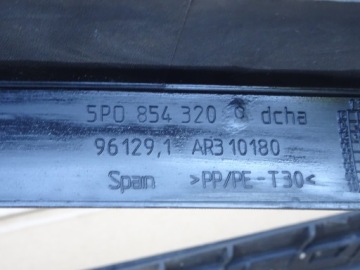 5P0 854 320 dcha
96129,1 AR3 10180
Spain >PP/PE-T30<